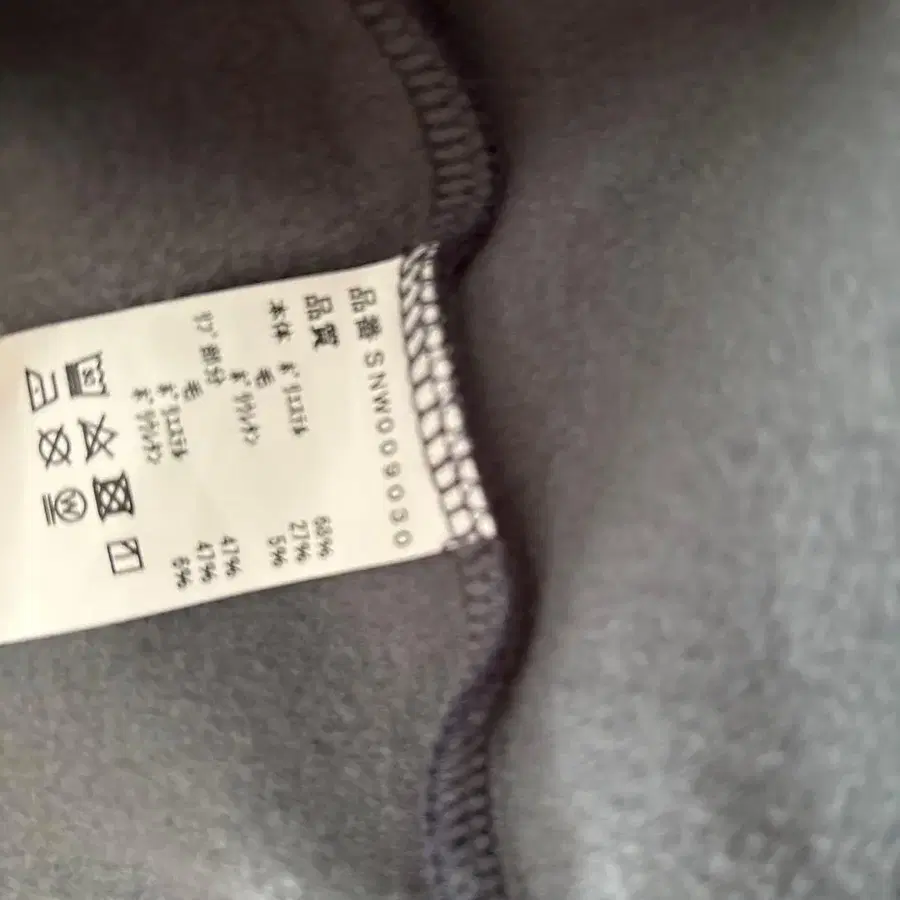 品番 SNW009030
品質
本体 ﾎﾟﾘｴｽﾃﾙ 68%
毛 27%
ﾎﾟﾘｳﾚﾀﾝ 5%
ﾘﾌﾞ部分 毛 47%
ﾎﾟﾘｴｽﾃﾙ 47%
ﾎﾟﾘｳﾚﾀﾝ 6%
W